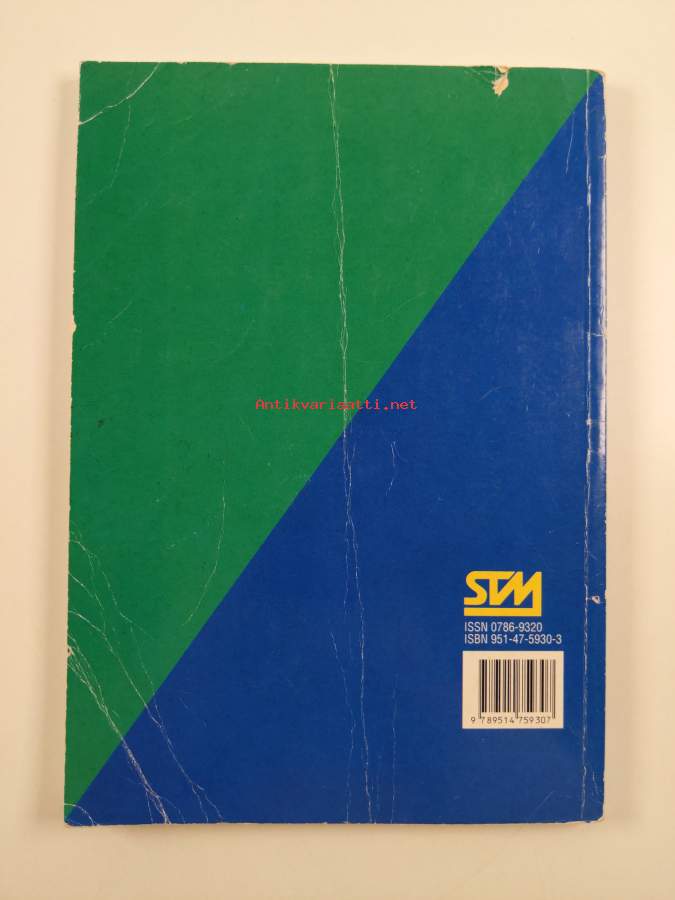 Antikvariaatti.net
STM
ISSN 0786-9320
ISBN 951-47-5930-3
9 789514 759307